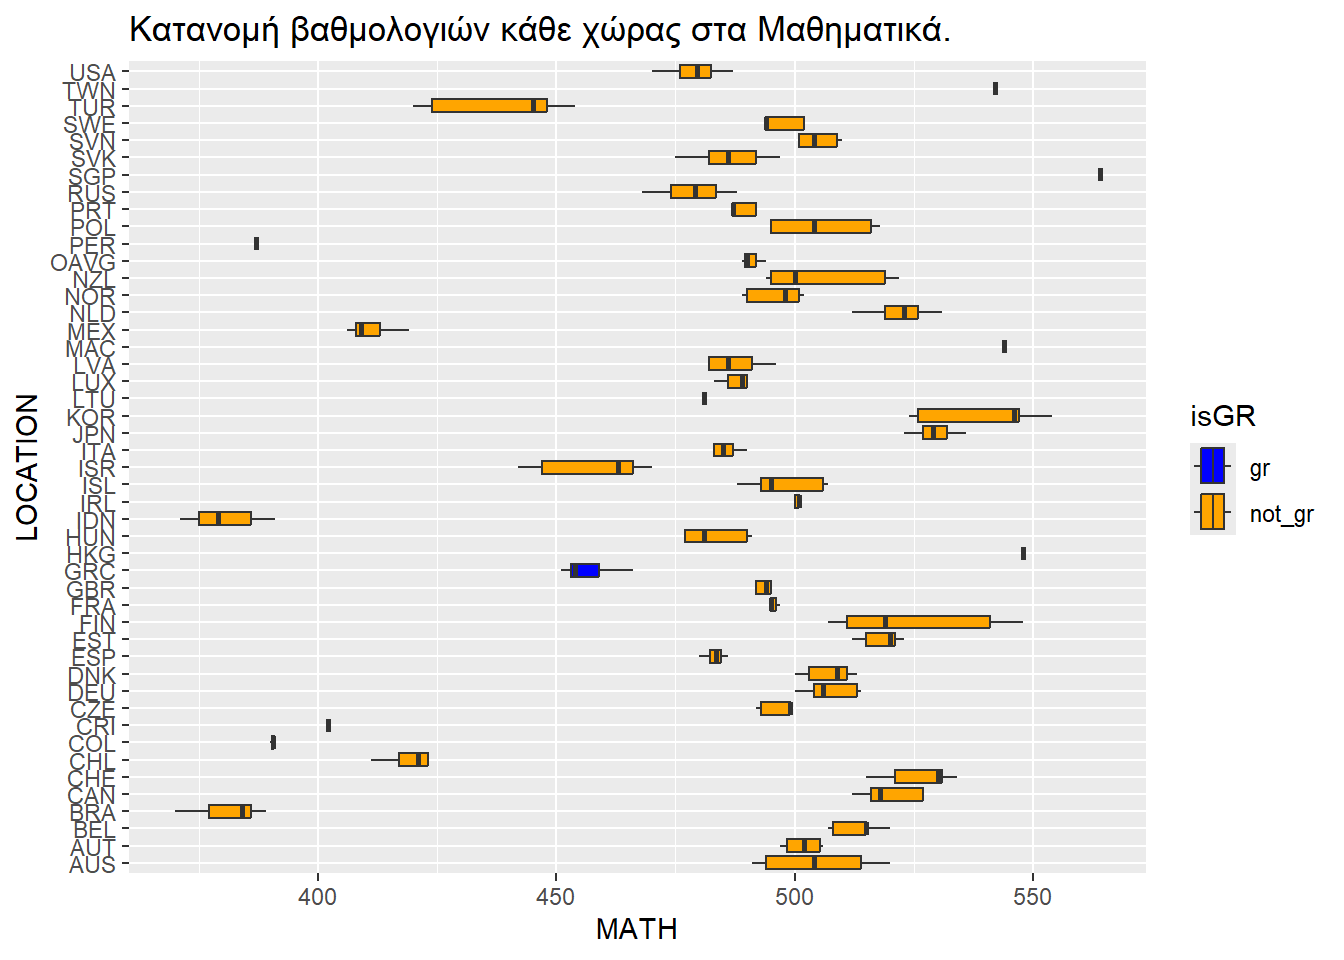 Κατανομή βαθμολογιών κάθε χώρας στα Μαθηματικά.
LOCATION
USA
TWN
TUR
SWE
SVN
SVK
SGP
RUS
PRT
POL
PER
OAVG
NZL
NOR
NLD
MEX
MAC
LVA
LUX
LTU
KOR
JPN
ITA
ISR
ISL
IRL
IDN
HUN
HKG
GRC
GBR
FRA
FIN
EST
ESP
DNK
DEU
CZE
CRI
COL
CHL
CHE
CAN
BRA
BEL
AUT
AUS
400 450 500 550
MATH
isGR
gr
not_gr